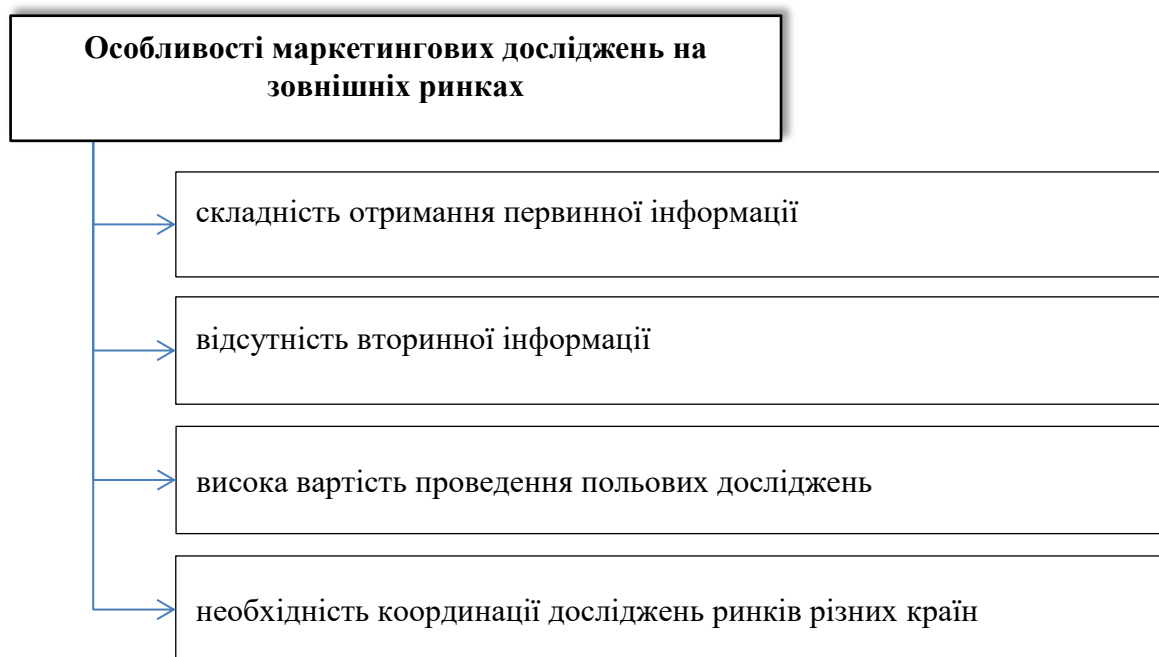 Особливості маркетингових досліджень на
зовнішніх ринках
складність отримання первинної інформації
відсутність вторинної інформації
висока вартість проведення польових досліджень
необхідність координації досліджень ринків різних країн